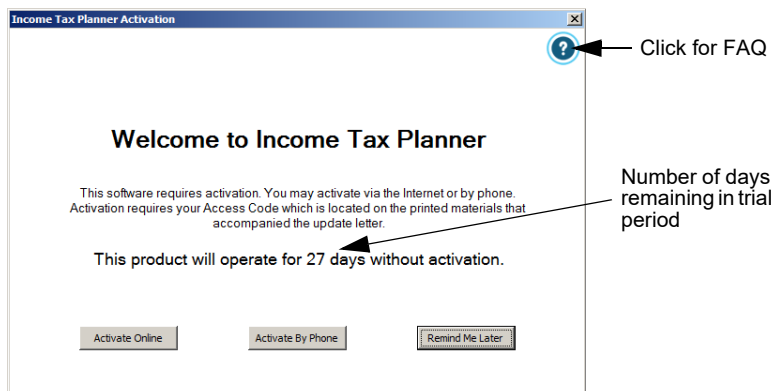 Income Tax Planner Activation
?
Click for FAQ
Welcome to Income Tax Planner
This software requires activation. You may activate via the Internet or by phone.
Activation requires your Access Code which is located on the printed materials that
accompanied the update letter.
Number of days
remaining in trial
period
This product will operate for 27 days without activation.
Activate Online
Activate By Phone
Remind Me Later